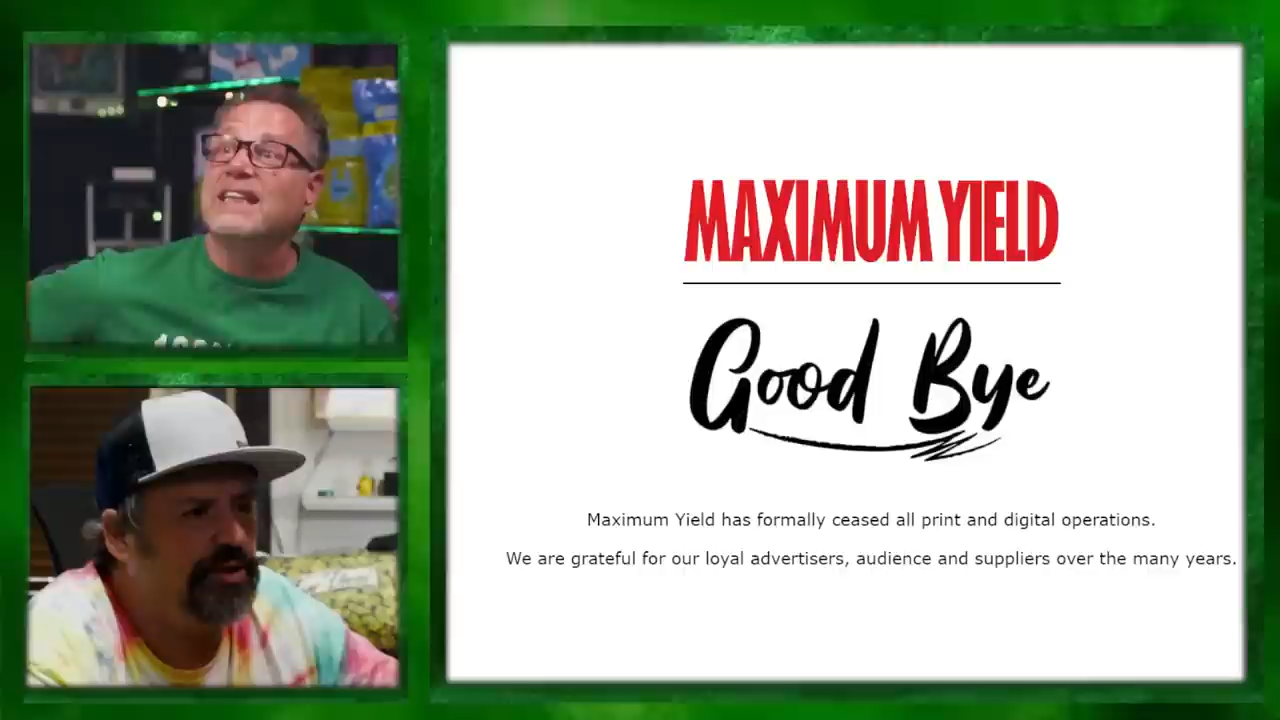 MAXIMUM YIELD
Good Bye
Maximum Yield has formally ceased all print and digital operations.
We are grateful for our loyal advertisers, audience and suppliers over the many years.